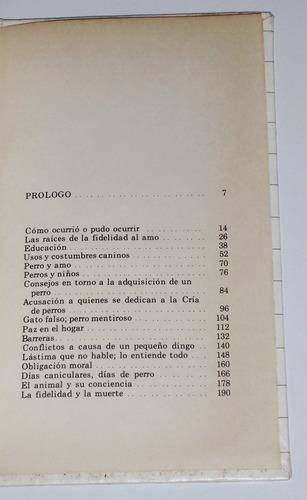 PROLOGO .......... 7
Cómo ocurrió o pudo ocurrir .......... 14
Las raíces de la fidelidad al amo .......... 26
Educación .......... 38
Usos y costumbres caninos .......... 52
Perro y amo .......... 70
Perros y niños .......... 76
Consejos en torno a la adquisición de un
perro .......... 84
Acusación a quienes se dedican a la Cría
de perros .......... 96
Gato falso; perro mentiroso .......... 104
Paz en el hogar .......... 112
Barreras .......... 132
Conflictos a causa de un pequeño dingo .......... 140
Lástima que no hable; lo entiende todo .......... 148
Obligación moral .......... 160
Días caniculares, días de perro .......... 166
El animal y su conciencia .......... 178
La fidelidad y la muerte .......... 190